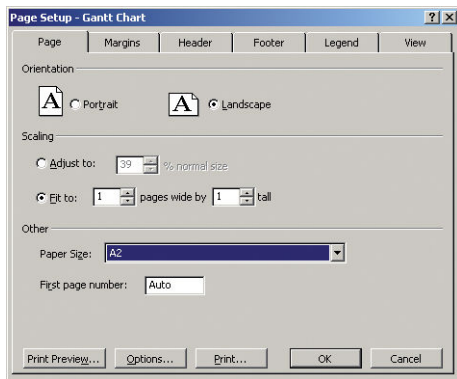 Page Setup - Gantt Chart
Page Margins Header Footer Legend View
Orientation
A Portrait A Landscape
Scaling
Adjust to: 39 % normal size
Fit to: 1 pages wide by 1 tall
Other
Paper Size: A2
First page number: Auto
Print Preview... Options... Print... OK Cancel